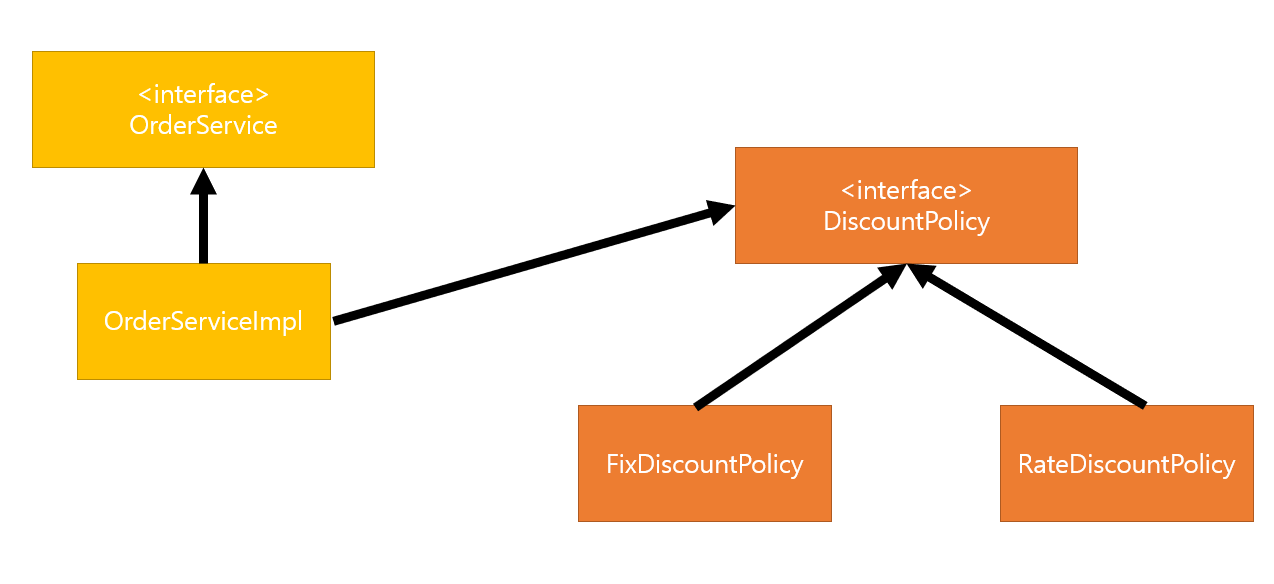 <interface>
OrderService
<interface>
DiscountPolicy
OrderServiceImpl
FixDiscountPolicy
RateDiscountPolicy